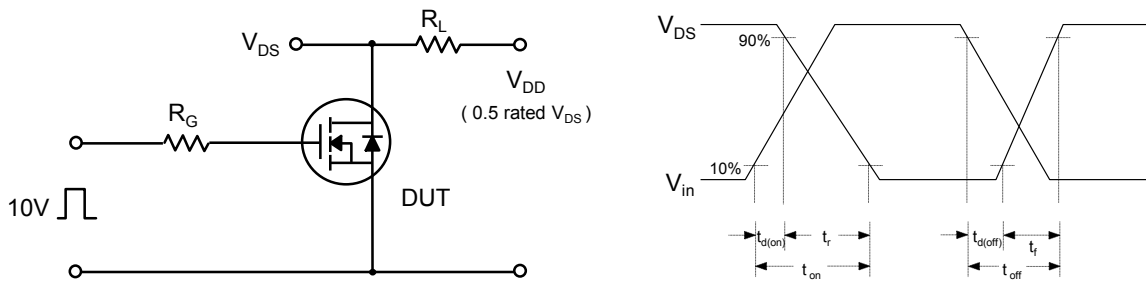 R_L
V_DS
V_DD
( 0.5 rated V_DS )
R_G
10V
DUT
V_DS
90%
10%
V_in
t_d(on)
t_r
t_on
t_d(off)
t_f
t_off